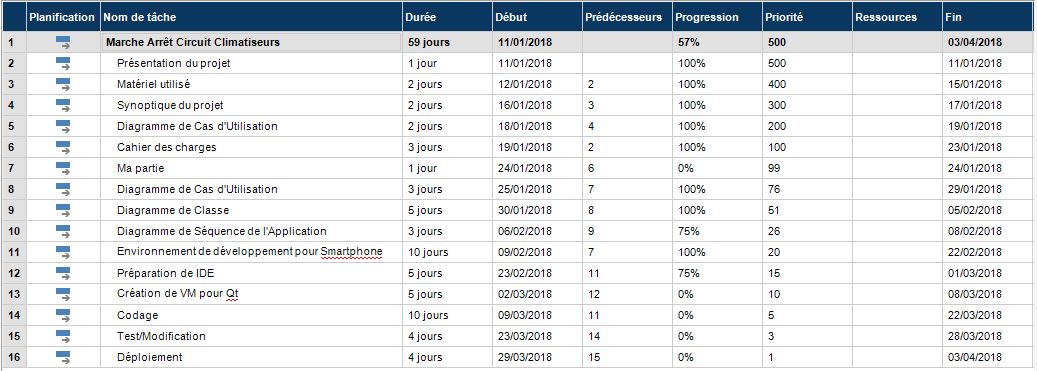 Planification Nom de tâche Durée Début Prédécesseurs Progression Priorité Ressources Fin
1 Marche Arrêt Circuit Climatiseurs 59 jours 11/01/2018 57% 500 03/04/2018
2 Présentation du projet 1 jour 11/01/2018 100% 500 11/01/2018
3 Matériel utilisé 2 jours 12/01/2018 2 100% 400 15/01/2018
4 Synoptique du projet 2 jours 16/01/2018 3 100% 300 17/01/2018
5 Diagramme de Cas d'Utilisation 2 jours 18/01/2018 4 100% 200 19/01/2018
6 Cahier des charges 3 jours 19/01/2018 2 100% 100 23/01/2018
7 Ma partie 1 jour 24/01/2018 6 0% 99 24/01/2018
8 Diagramme de Cas d'Utilisation 3 jours 25/01/2018 7 100% 76 29/01/2018
9 Diagramme de Classe 5 jours 30/01/2018 8 100% 51 05/02/2018
10 Diagramme de Séquence de l'Application 3 jours 06/02/2018 9 75% 26 08/02/2018
11 Environnement de développement pour Smartphone 10 jours 09/02/2018 7 100% 20 22/02/2018
12 Préparation de IDE 5 jours 23/02/2018 11 75% 15 01/03/2018
13 Création de VM pour Qt 5 jours 02/03/2018 12 0% 10 08/03/2018
14 Codage 10 jours 09/03/2018 11 0% 5 22/03/2018
15 Test/Modification 4 jours 23/03/2018 14 0% 3 28/03/2018
16 Déploiement 4 jours 29/03/2018 15 0% 1 03/04/2018